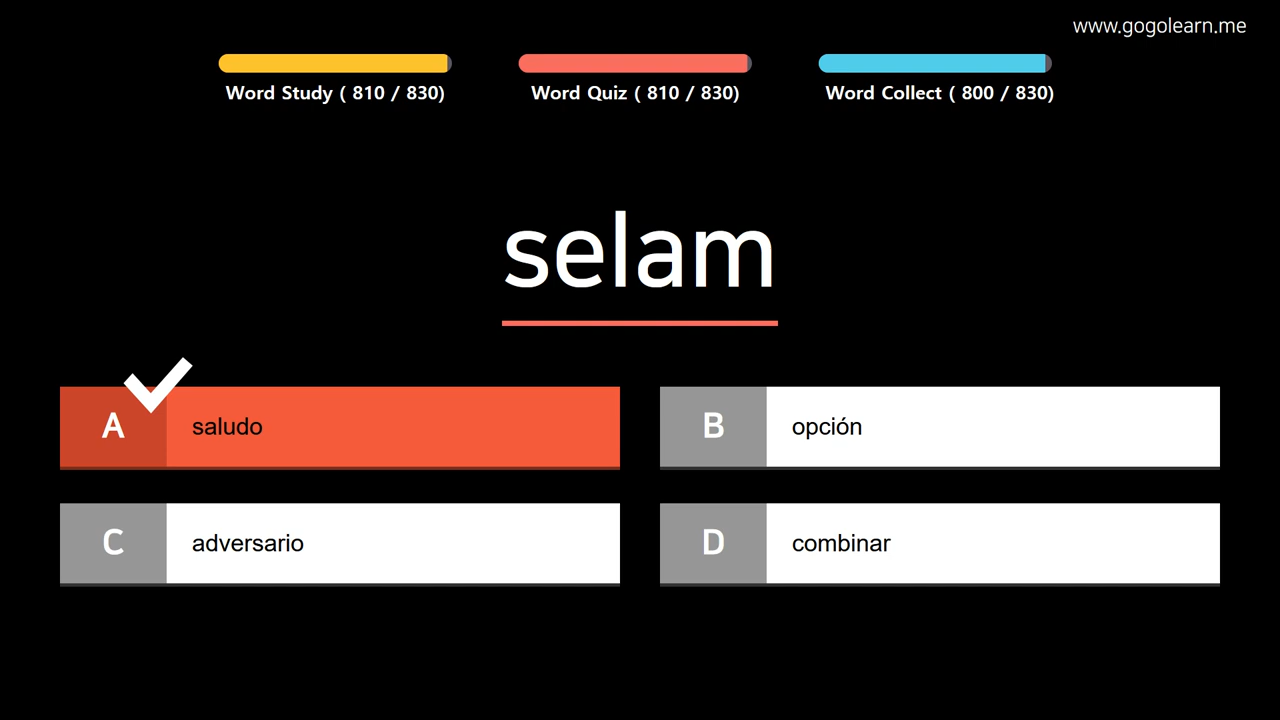 www.gogolearn.me
Word Study ( 810 / 830)
Word Quiz ( 810 / 830)
Word Collect ( 800 / 830)
selam
A saludo
B opción
C adversario
D combinar